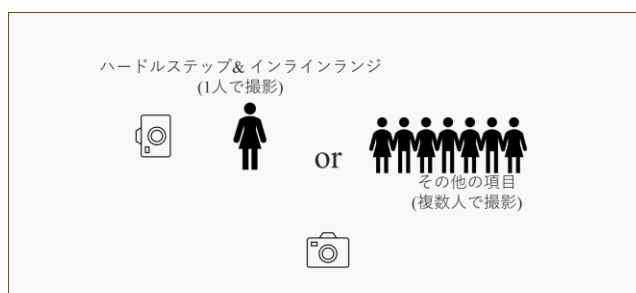 ハードルステップ& インラインランジ
(1人で撮影)
or
その他の項目
(複数人で撮影)